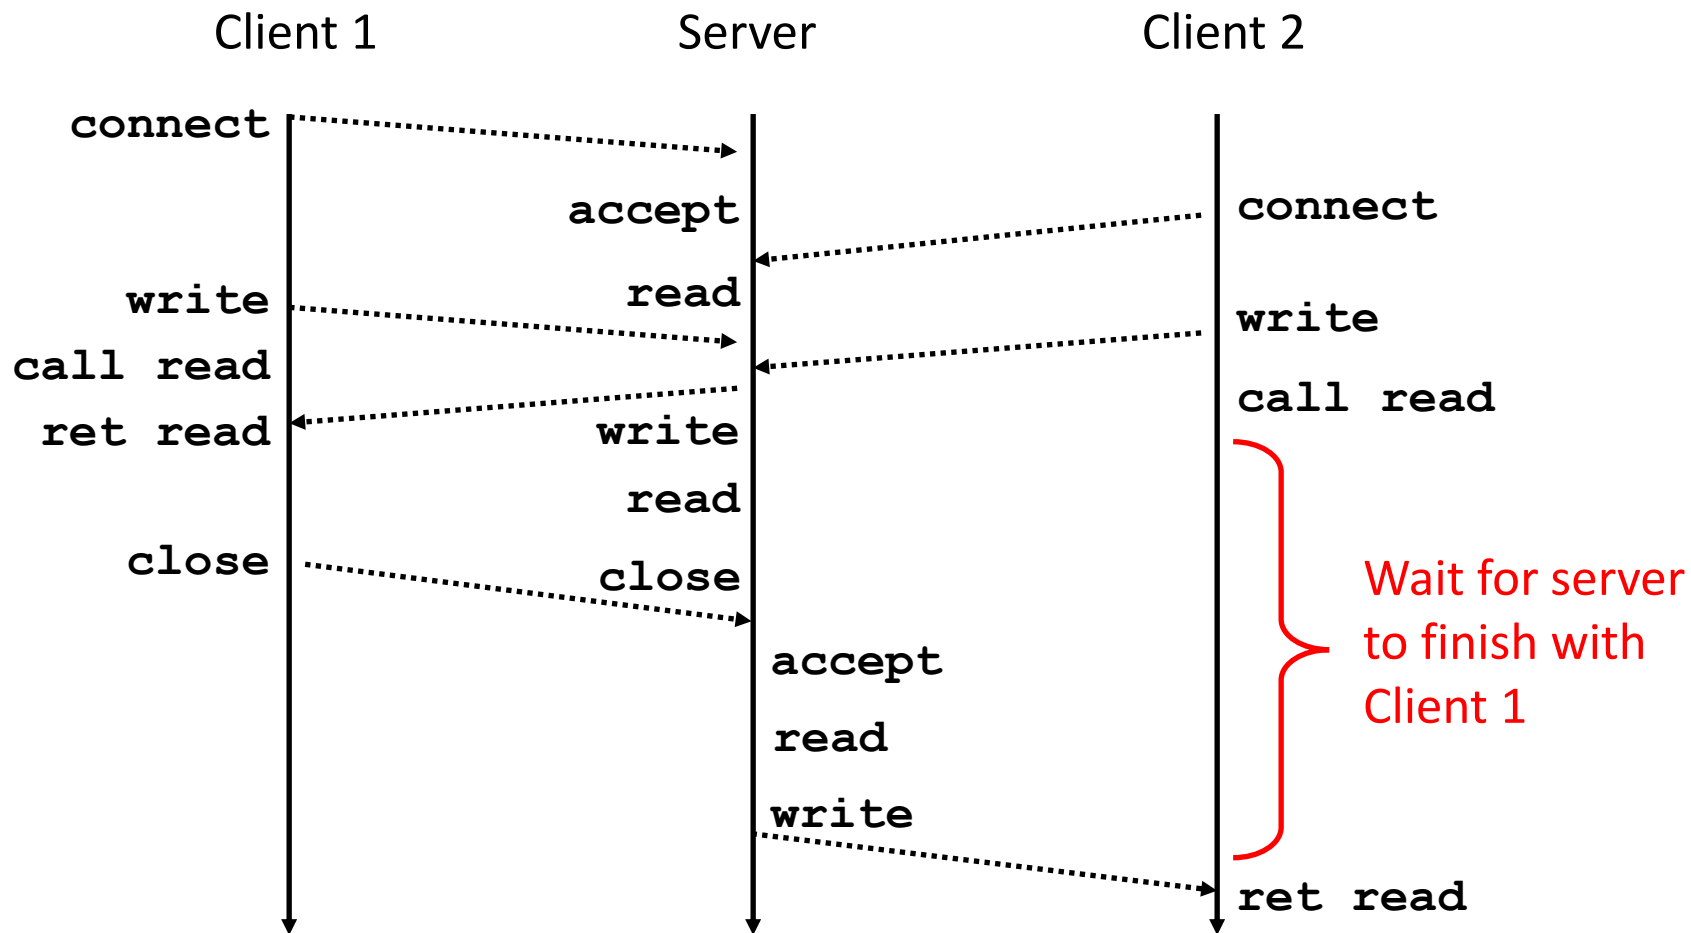 Client 1
Server
Client 2
connect
accept
connect
write
read
write
call read
call read
ret read
write
read
close
close
Wait for server
to finish with
Client 1
accept
read
write
ret read